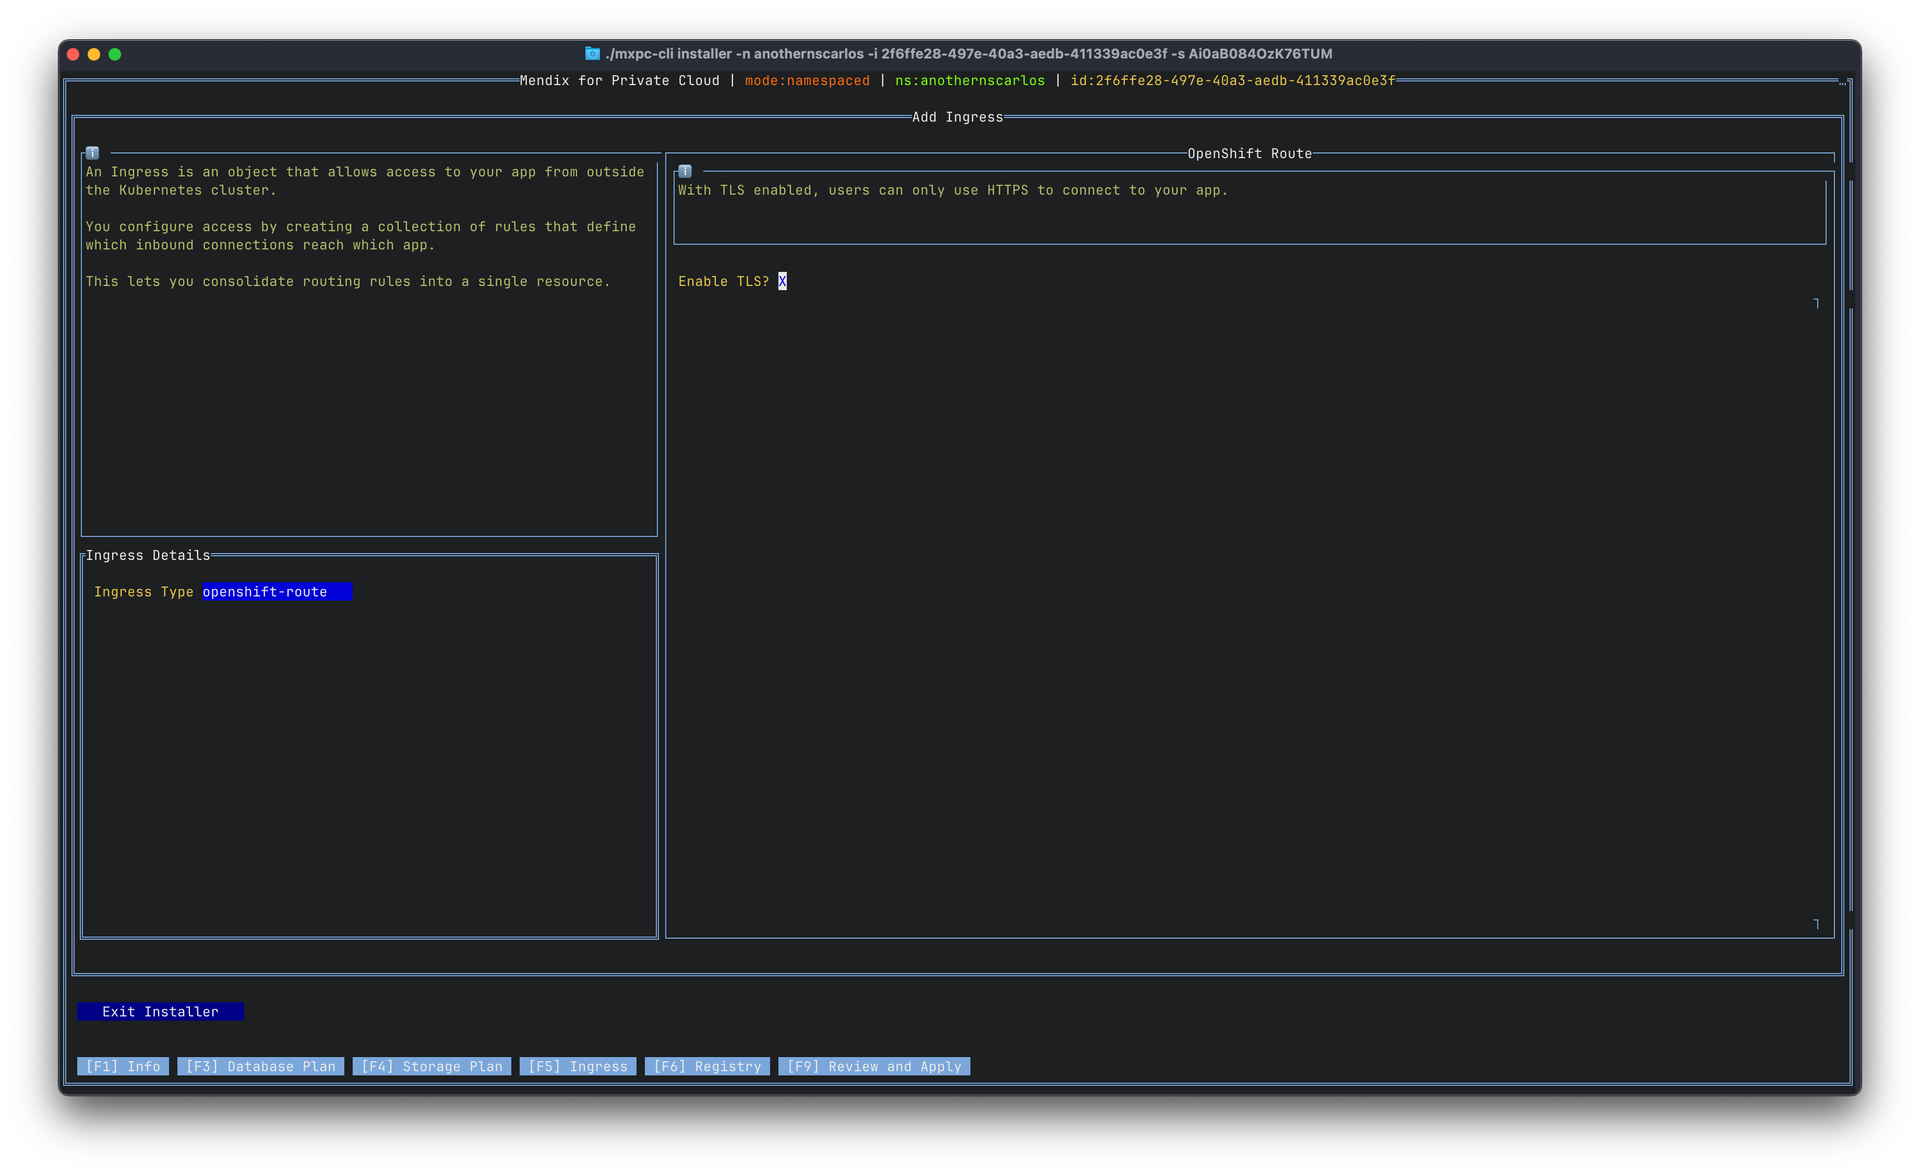 ./mxpc-cli installer -n anothernscarlos -i 2f6ffe28-497e-40a3-aedb-411339ac0e3f -s Ai0aB084OzK76TUM
Mendix for Private Cloud | mode:namespaced | ns:anothernscarlos | id:2f6ffe28-497e-40a3-aedb-411339ac0e3f…
Add Ingress
An Ingress is an object that allows access to your app from outside
the Kubernetes cluster.
You configure access by creating a collection of rules that define
which inbound connections reach which app.
This lets you consolidate routing rules into a single resource.
Ingress Details
Ingress Type openshift-route
OpenShift Route
With TLS enabled, users can only use HTTPS to connect to your app.
Enable TLS? X
Exit Installer
[F1] Info [F3] Database Plan [F4] Storage Plan [F5] Ingress [F6] Registry [F9] Review and Apply